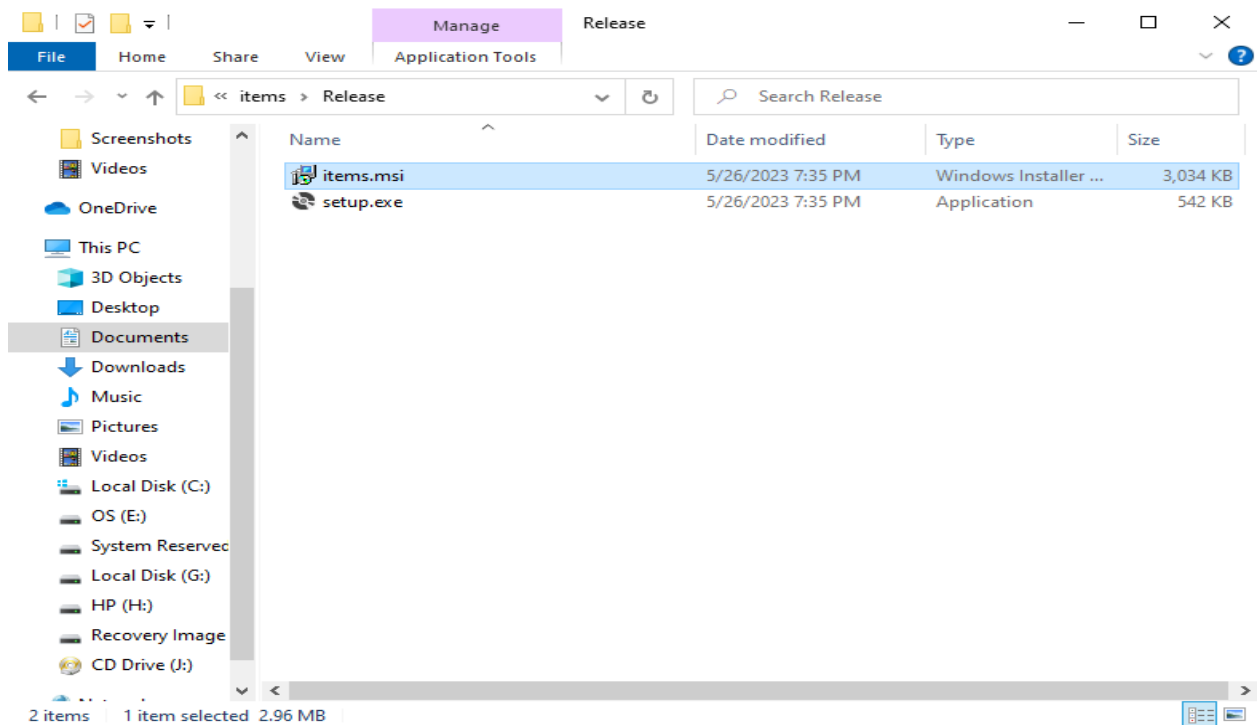 Manage Release
File Home Share View Application Tools ?
« items > Release Search Release
Name Date modified Type Size
items.msi 5/26/2023 7:35 PM Windows Installer ... 3,034 KB
setup.exe 5/26/2023 7:35 PM Application 542 KB
Screenshots
Videos
OneDrive
This PC
3D Objects
Desktop
Documents
Downloads
Music
Pictures
Videos
Local Disk (C:)
OS (E:)
System Reserved
Local Disk (G:)
HP (H:)
Recovery Image
CD Drive (J:)
2 items 1 item selected 2.96 MB